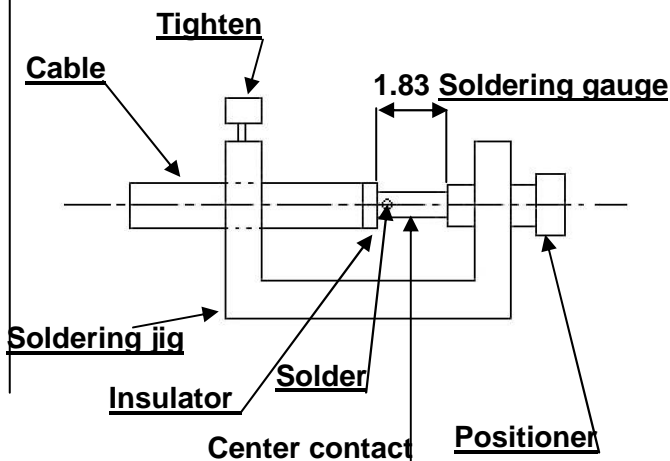 Tighten
Cable
1.83 Soldering gauge
Soldering jig
Solder
Insulator
Center contact
Positioner